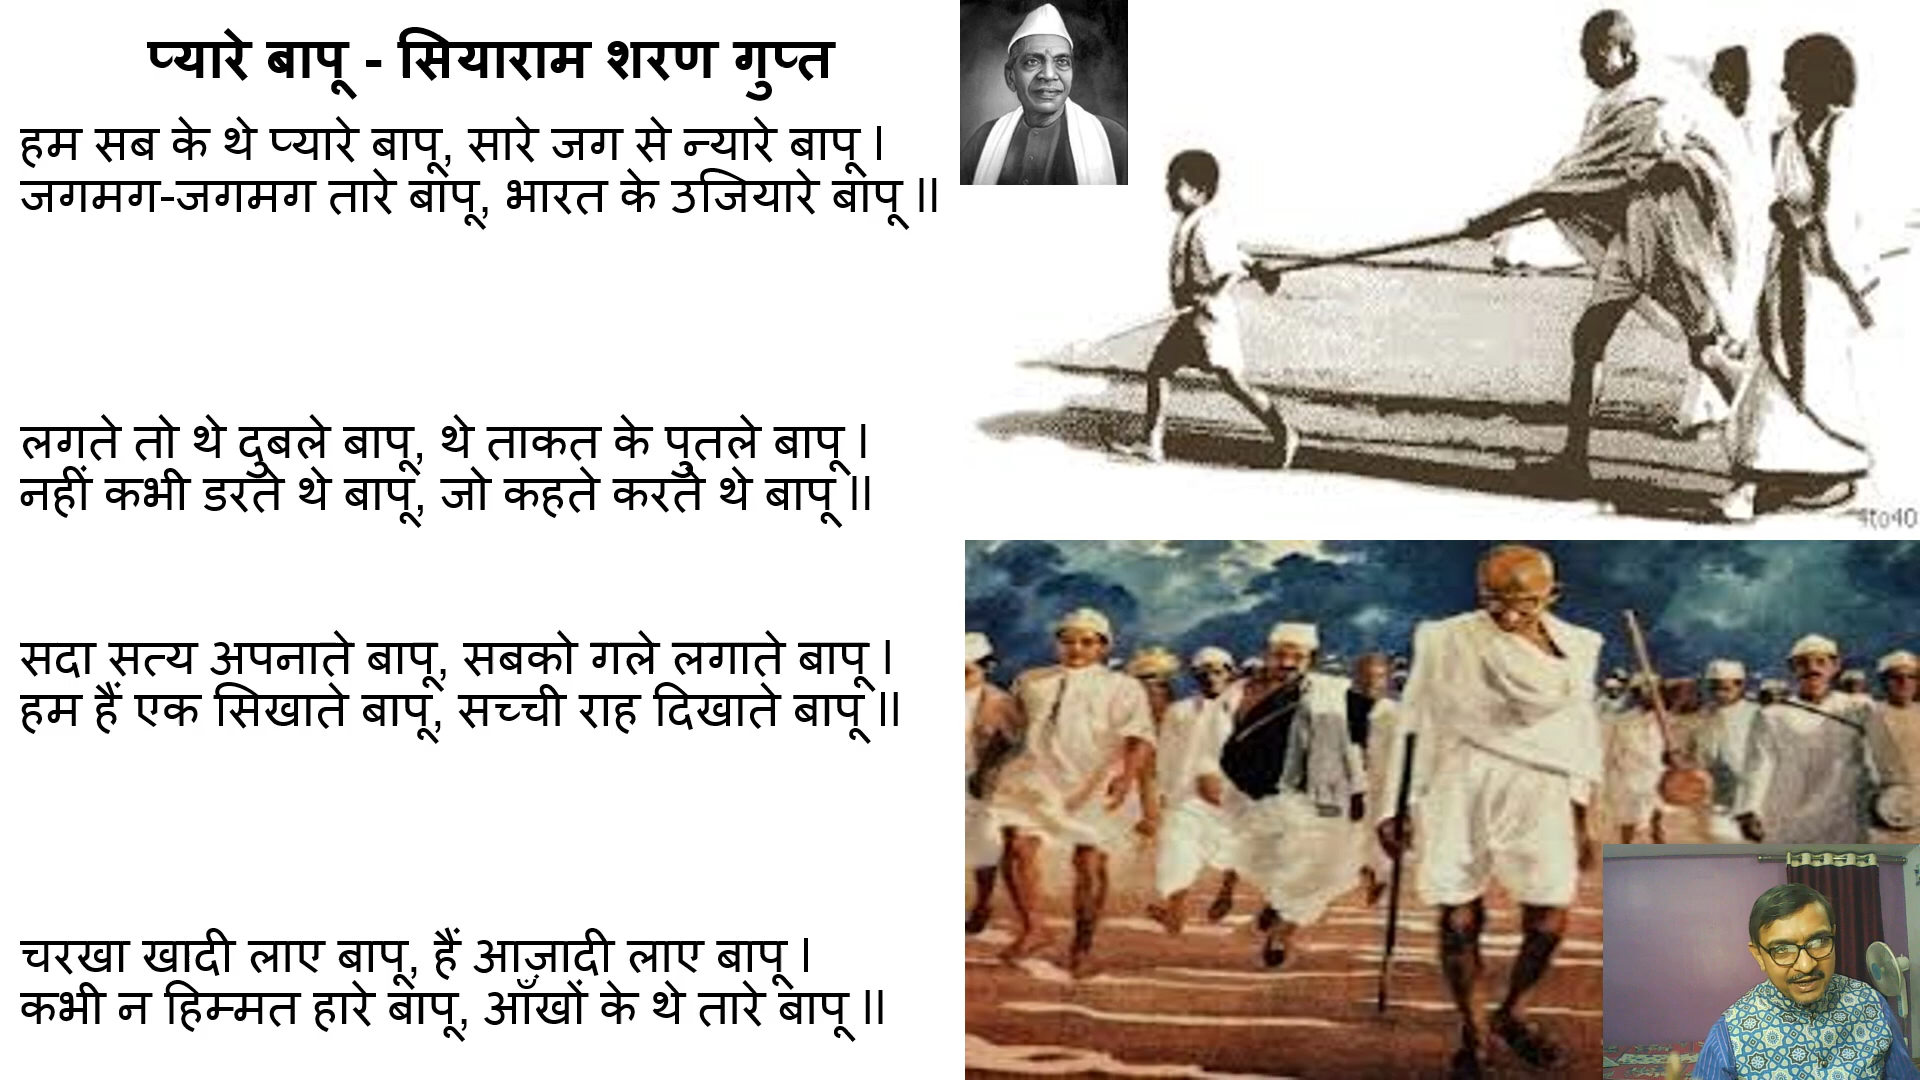 प्यारे बापू - सियाराम शरण गुप्त
हम सब के थे प्यारे बापू, सारे जग से न्यारे बापू ।
जगमग-जगमग तारे बापू, भारत के उजियारे बापू ॥
लगते तो थे दुबले बापू, थे ताकत के पुतले बापू ।
नहीं कभी डरते थे बापू, जो कहते करते थे बापू ॥
सदा सत्य अपनाते बापू, सबको गले लगाते बापू ।
हम हैं एक सिखाते बापू, सच्ची राह दिखाते बापू ॥
चरखा खादी लाए बापू, हैं आज़ादी लाए बापू ।
कभी न हिम्मत हारे बापू, आँखों के थे तारे बापू ॥
4to40